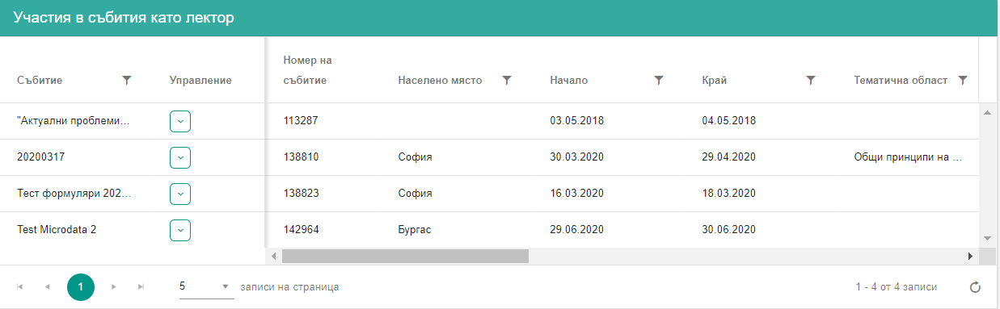 Участия в събития като лектор
Номер на
Събитие Управление събитие Населено място Начало Край Тематична област
"Актуални проблеми... 113287 03.05.2018 04.05.2018
20200317 138810 София 30.03.2020 29.04.2020 Общи принципи на ...
Тест формуляри 202... 138823 София 16.03.2020 18.03.2020
Test Microdata 2 142964 Бургас 29.06.2020 30.06.2020
1 5 записи на страница 1 - 4 от 4 записи